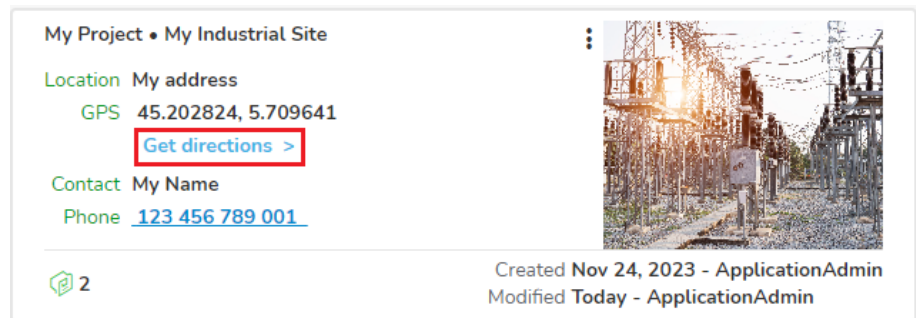 My Project • My Industrial Site
Location My address
GPS 45.202824, 5.709641
Get directions >
Contact My Name
Phone 123 456 789 001
2
Created Nov 24, 2023 - ApplicationAdmin
Modified Today - ApplicationAdmin